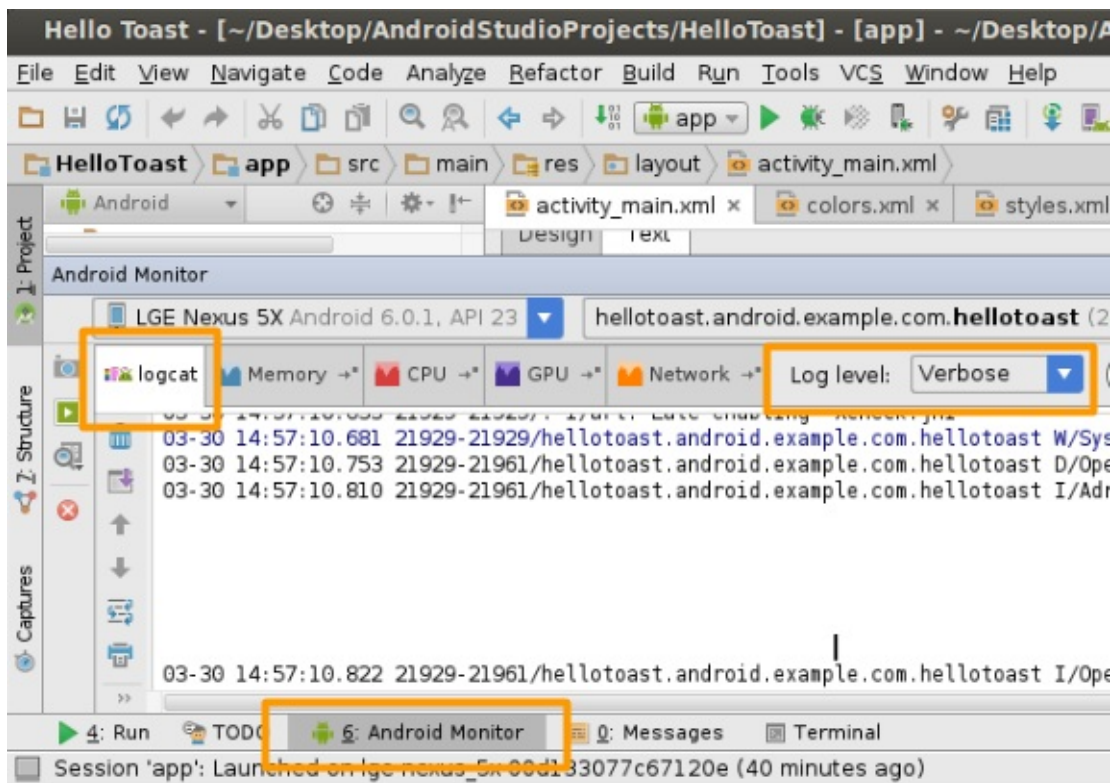 Hello Toast - [~/Desktop/AndroidStudioProjects/HelloToast] - [app] - ~/Desktop/A
File Edit View Navigate Code Analyze Refactor Build Run Tools VCS Window Help
app
HelloToast app src main res layout activity_main.xml
Android activity_main.xml colors.xml styles.xml
Design Text
1: Project
Android Monitor
LGE Nexus 5X Android 6.0.1, API 23 hellotoast.android.example.com.hellotoast (2
logcat Memory CPU GPU Network Log level: Verbose
7: Structure
03-30 14:57:10.681 21929-21929/hellotoast.android.example.com.hellotoast W/Sys
03-30 14:57:10.753 21929-21961/hellotoast.android.example.com.hellotoast D/Ope
03-30 14:57:10.810 21929-21961/hellotoast.android.example.com.hellotoast I/Adr
Captures
03-30 14:57:10.822 21929-21961/hellotoast.android.example.com.hellotoast I/Ope
4: Run TODO 6: Android Monitor 0: Messages Terminal
Session 'app': Launched on lge-nexus_5x-00d133077c67120e (40 minutes ago)